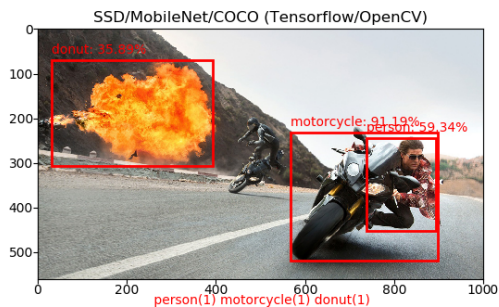 SSD/MobileNet/COCO (Tensorflow/OpenCV)
donut: 35.89%
motorcycle: 91.19%
person: 59.34%
0
100
200
300
400
500
0 200 400 600 800 1000
person(1) motorcycle(1) donut(1)